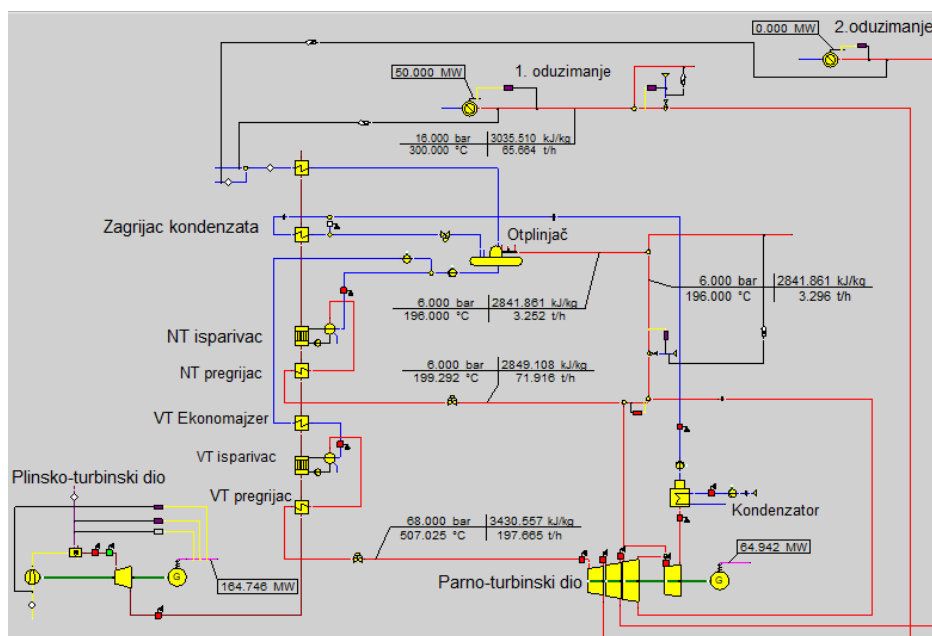 0.000 MW
2.oduzimanje
50.000 MW
1. oduzimanje
16.000 bar 3035.510 kJ/kg
300.000 °C 65.664 t/h
Zagrijac kondenzata
Otplinjač
6.000 bar 2841.861 kJ/kg
196.000 °C 3.296 t/h
6.000 bar 2841.861 kJ/kg
196.000 °C 3.252 t/h
NT isparivac
6.000 bar 2849.108 kJ/kg
199.292 °C 71.916 t/h
NT pregrijac
VT Ekonomajzer
VT isparivac
Plinsko-turbinski dio
VT pregrijac
Kondenzator
68.000 bar 3430.557 kJ/kg
507.025 °C 197.665 t/h
64.942 MW
Parno-turbinski dio
G
164.746 MW
G